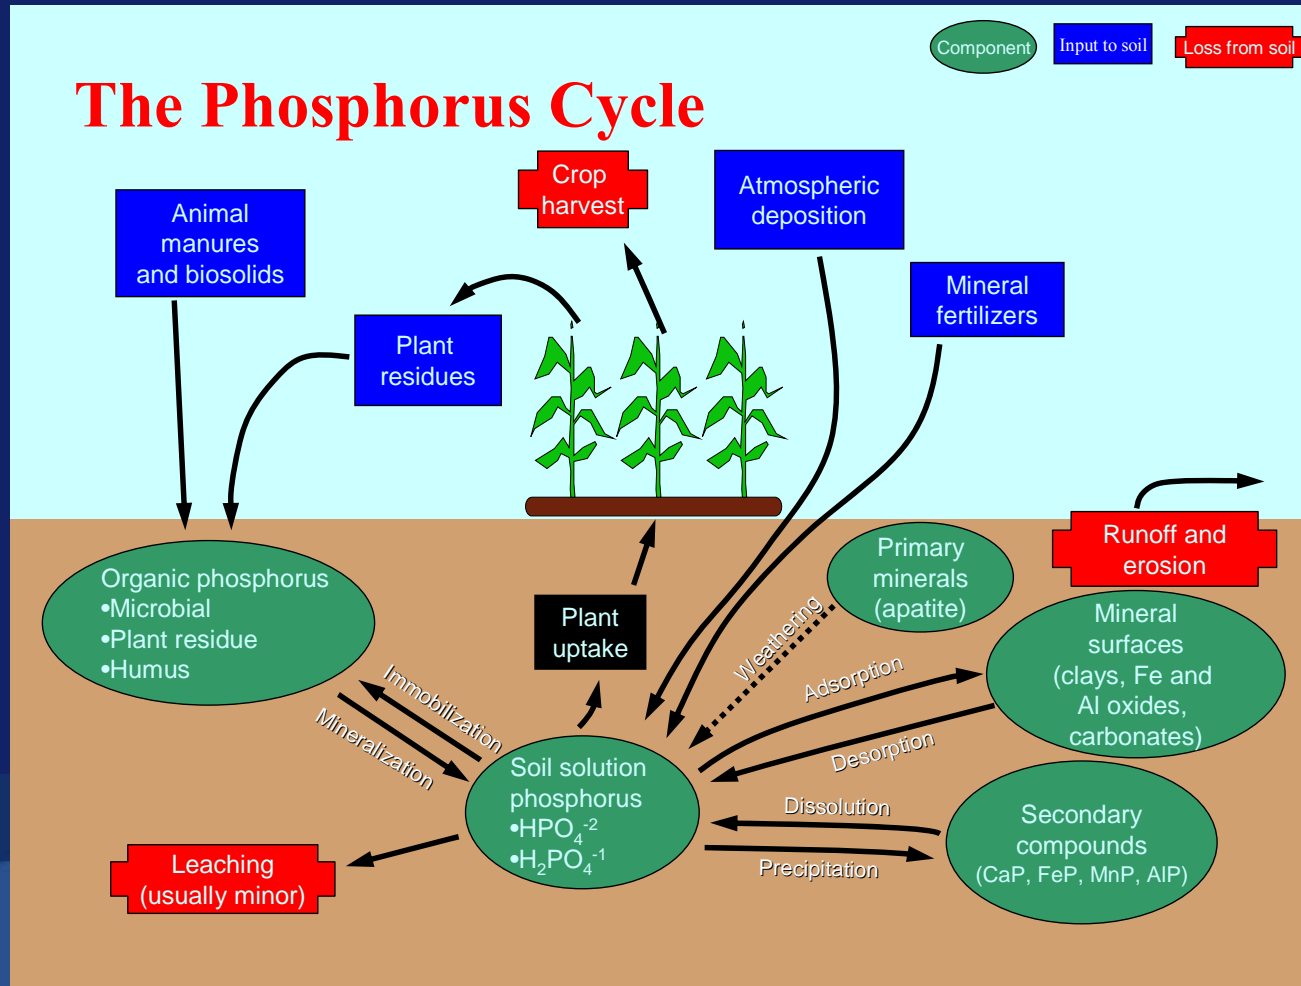 Component
Input to soil
Loss from soil
The Phosphorus Cycle
Crop
harvest
Atmospheric
deposition
Animal
manures
and biosolids
Mineral
fertilizers
Plant
residues
Primary
minerals
(apatite)
Runoff and
erosion
Organic phosphorus
•Microbial
•Plant residue
•Humus
Plant
uptake
Weathering
Mineral
surfaces
(clays, Fe and
Al oxides,
carbonates)
Adsorption
Desorption
Immobilization
Mineralization
Soil solution
phosphorus
•HPO₄⁻²
•H₂PO₄⁻¹
Dissolution
Precipitation
Secondary
compounds
(CaP, FeP, MnP, AlP)
Leaching
(usually minor)